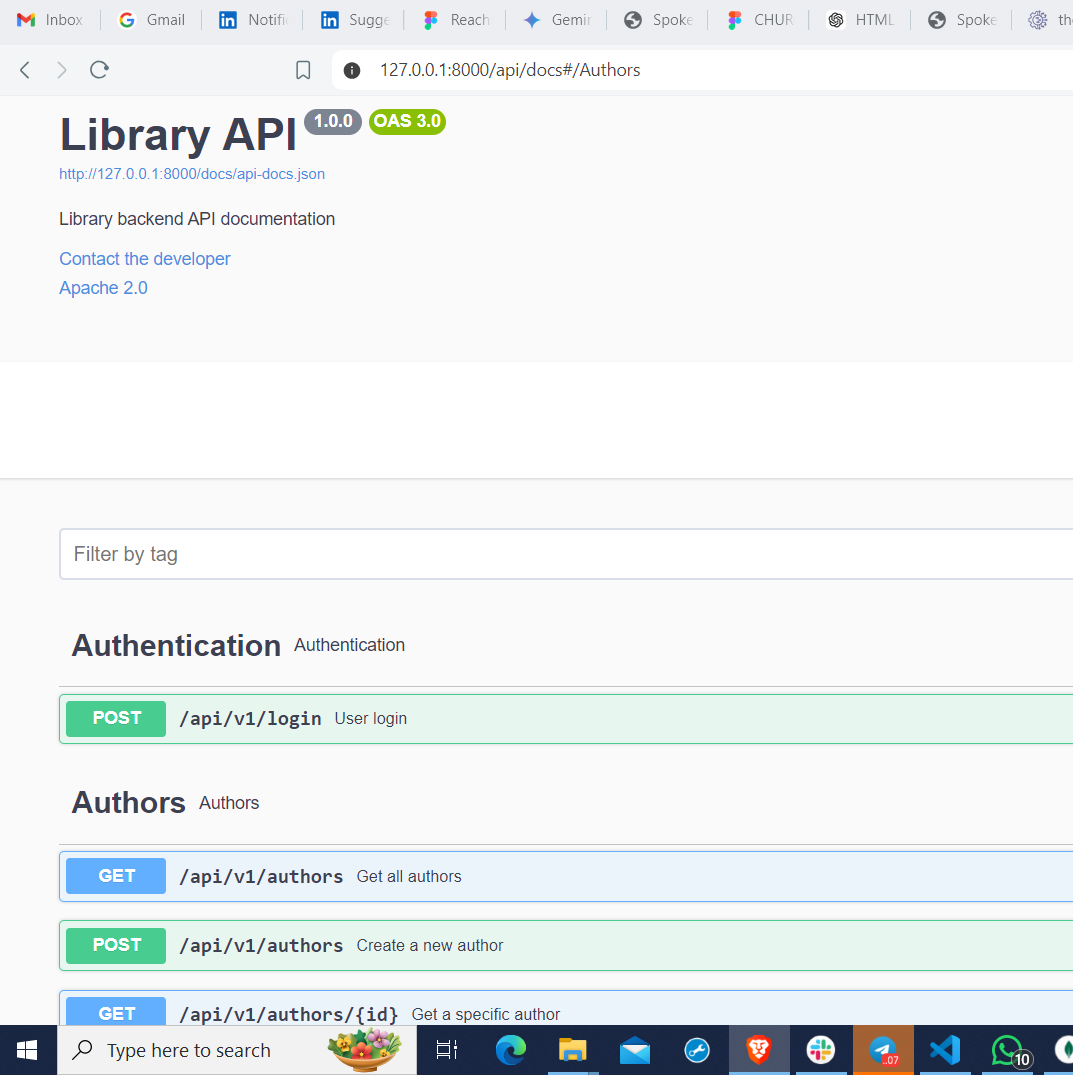 Inbox Gmail Notific Sugge Reach Gemin Spoke CHUR HTML Spoke the
127.0.0.1:8000/api/docs#/Authors
Library API 1.0.0 OAS 3.0
http://127.0.0.1:8000/docs/api-docs.json
Library backend API documentation
Contact the developer
Apache 2.0
Filter by tag
Authentication Authentication
POST /api/v1/login User login
Authors Authors
GET /api/v1/authors Get all authors
POST /api/v1/authors Create a new author
GET /api/v1/authors/{id} Get a specific author
Type here to search ..07 10